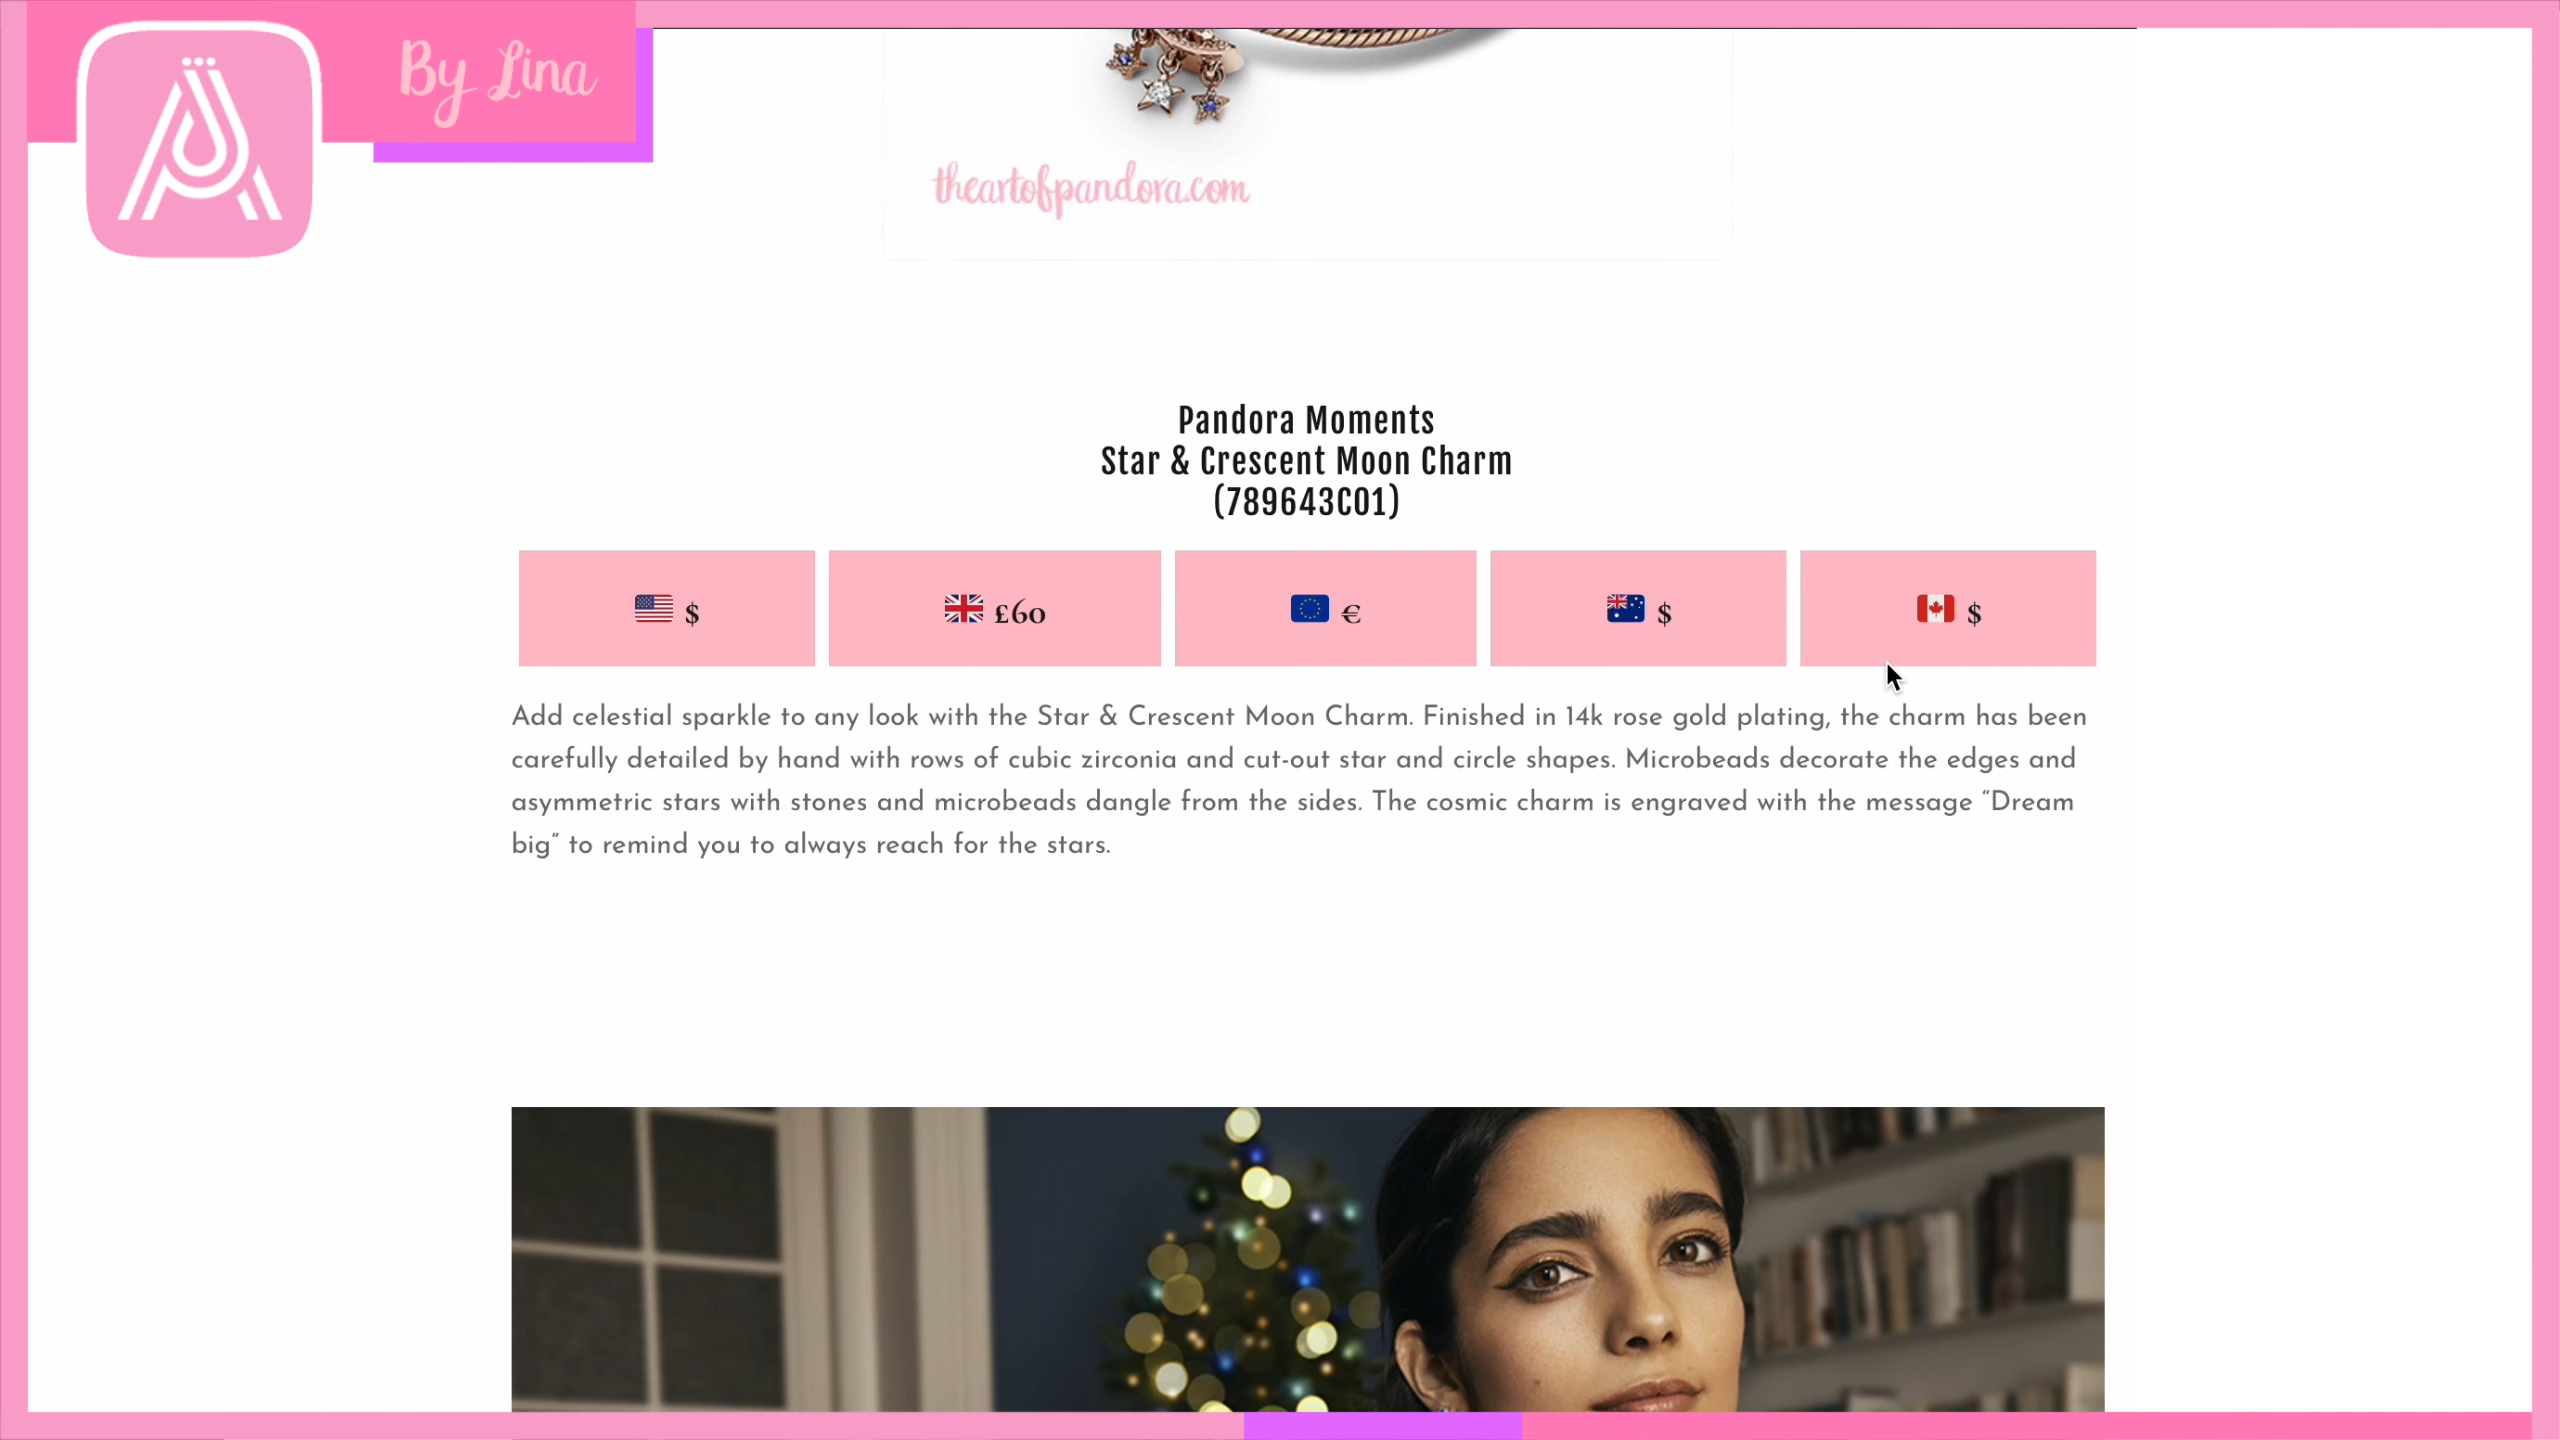 By Lina
theartofpandora.com
Pandora Moments
Star & Crescent Moon Charm
(789643C01)
$
£60
€
$
$
Add celestial sparkle to any look with the Star & Crescent Moon Charm. Finished in 14k rose gold plating, the charm has been
carefully detailed by hand with rows of cubic zirconia and cut-out star and circle shapes. Microbeads decorate the edges and
asymmetric stars with stones and microbeads dangle from the sides. The cosmic charm is engraved with the message “Dream
big” to remind you to always reach for the stars.